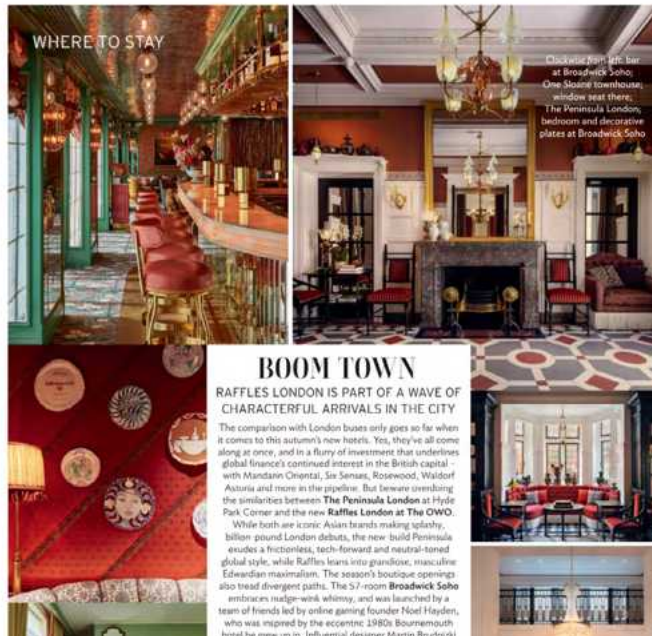 WHERE TO STAY
Clockwise from left: bar
at Broadwick Soho;
One Sloane townhouse;
window seat there;
The Peninsula London;
bedroom and decorative
plates at Broadwick Soho
BOOM TOWN
RAFFLES LONDON IS PART OF A WAVE OF
CHARACTERFUL ARRIVALS IN THE CITY
The comparison with London buses only goes so far when
it comes to this autumn's new hotels. Yes, they've all come
along at once, and in a flurry of investment that underlines
global finance's continued interest in the British capital –
with Mandarin Oriental, Six Senses, Rosewood, Waldorf
Astoria and more in the pipeline. But beware overdoing
the similarities between The Peninsula London at Hyde
Park Corner and the new Raffles London at The OWO.
While both are iconic Asian brands making splashy,
billion-pound London debuts, the new-build Peninsula
exudes a frictionless, tech-forward and neutral-toned
global style, while Raffles leans into grandiose, masculine
Edwardian maximalism. The season's boutique openings
also tread divergent paths. The 57-room Broadwick Soho
embraces nudge-wink whimsy, and was launched by a
team of friends led by online gaming founder Noel Hayden,
who was inspired by the eccentric 1980s Bournemouth
hotel he grew up in. Influential designer Martin Brudnizki